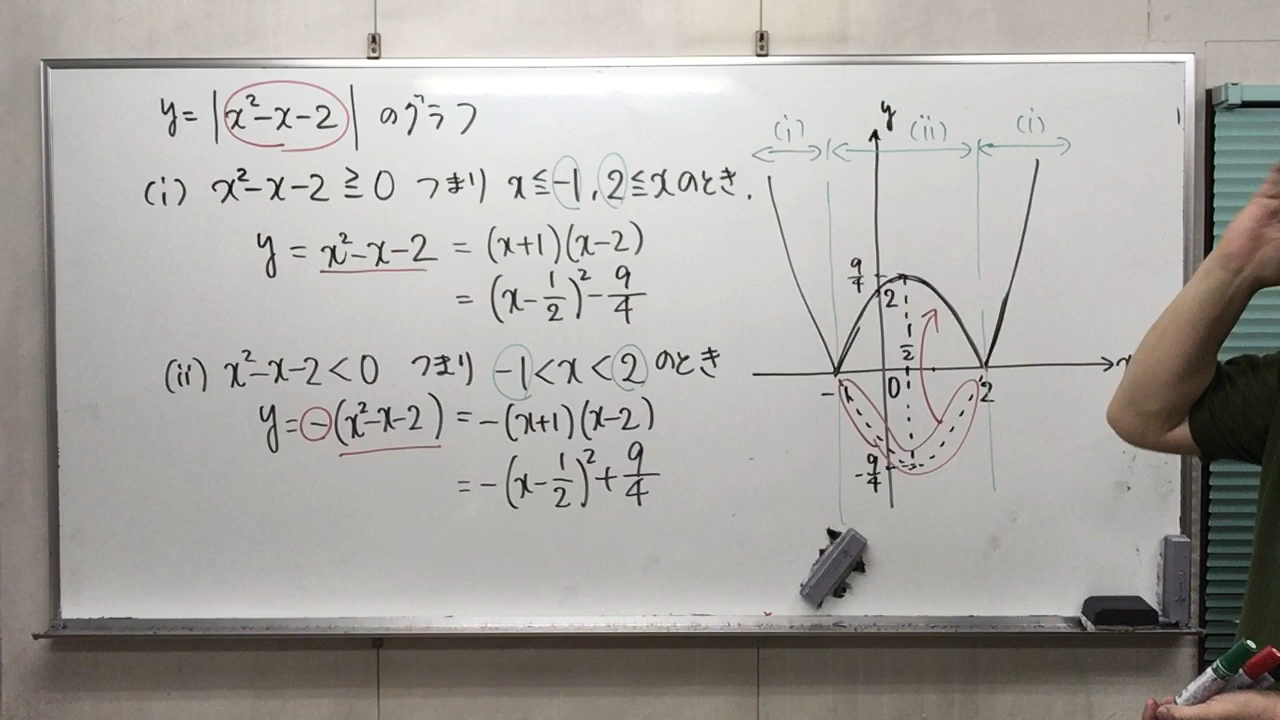 y = |x²-x-2| のグラフ
(i) x²-x-2 ≧ 0 つまり x ≦ -1, 2 ≦ x のとき.
y = x²-x-2 = (x+1)(x-2)
= (x-1/2)² - 9/4
(ii) x²-x-2 < 0 つまり -1 < x < 2 のとき
y = -(x²-x-2) = -(x+1)(x-2)
= -(x-1/2)² + 9/4
y
(i) (ii) (i)
9/4
2
1/2
x
0 2
-9/4